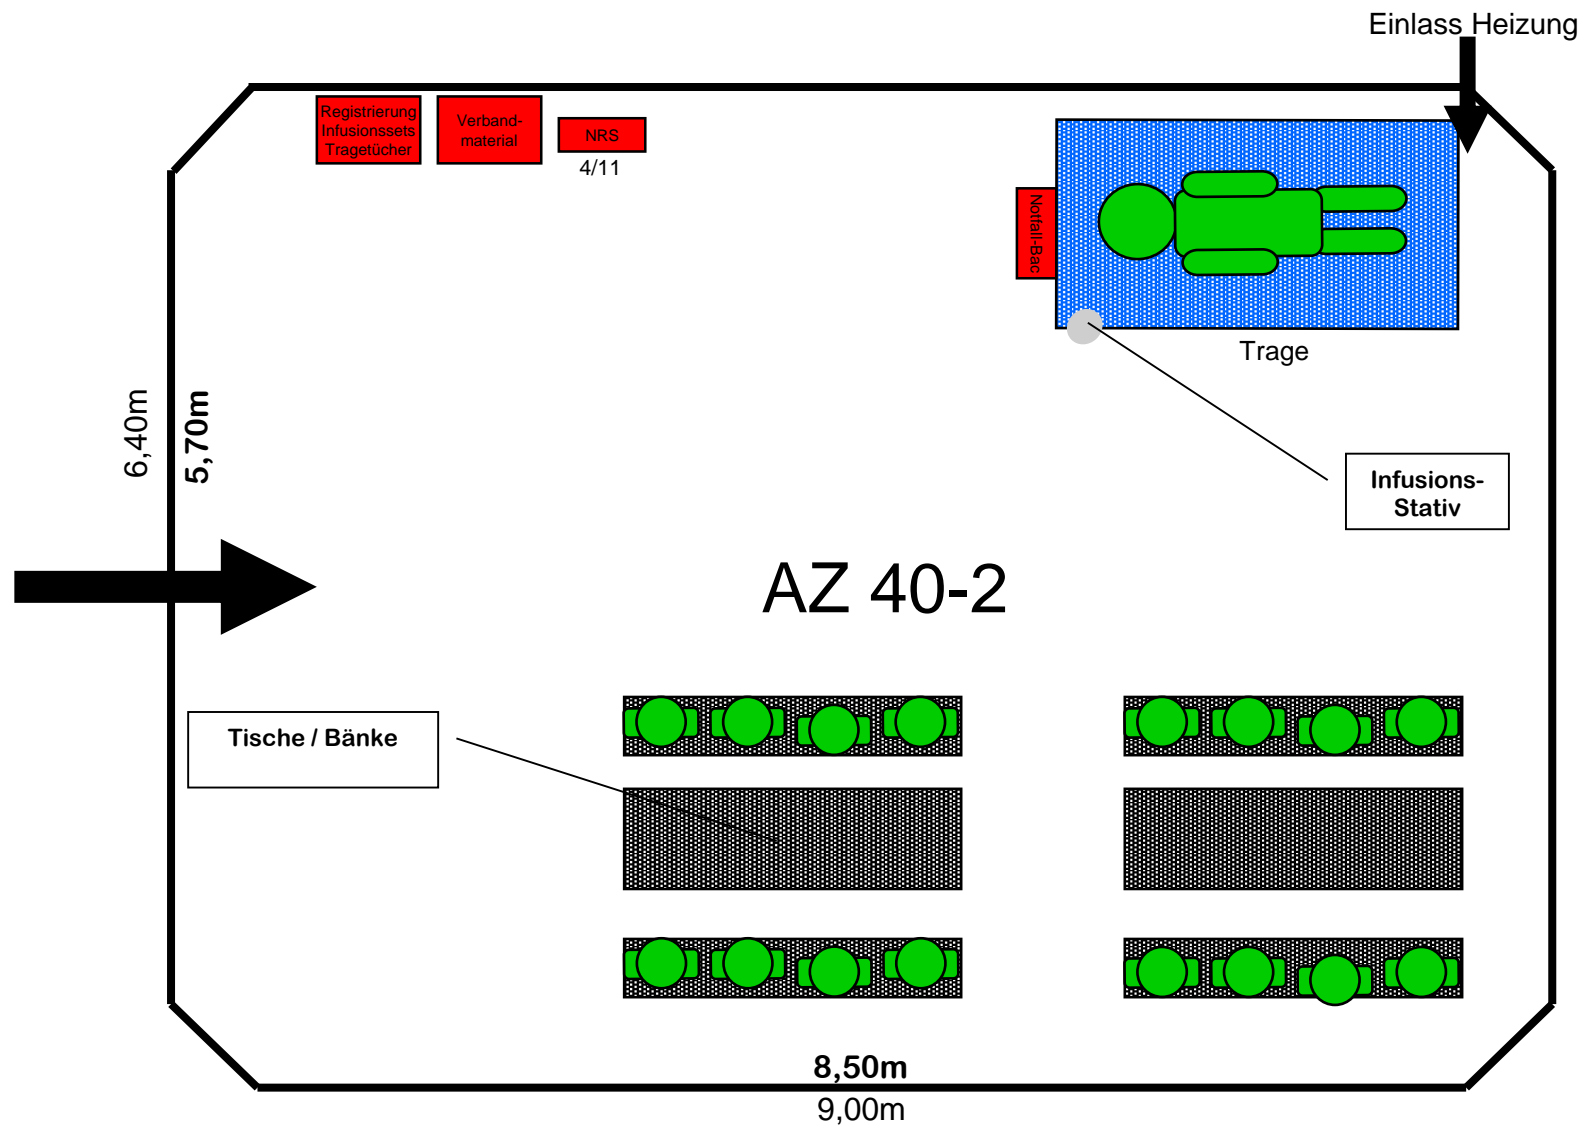 Einlass Heizung
Registrierung
Infusionssets
Tragetücher
Verband-
material
NRS
4/11
Notfall-Bac
Trage
6,40m
5,70m
Infusions-
Stativ
AZ 40-2
Tische / Bänke
8,50m
9,00m